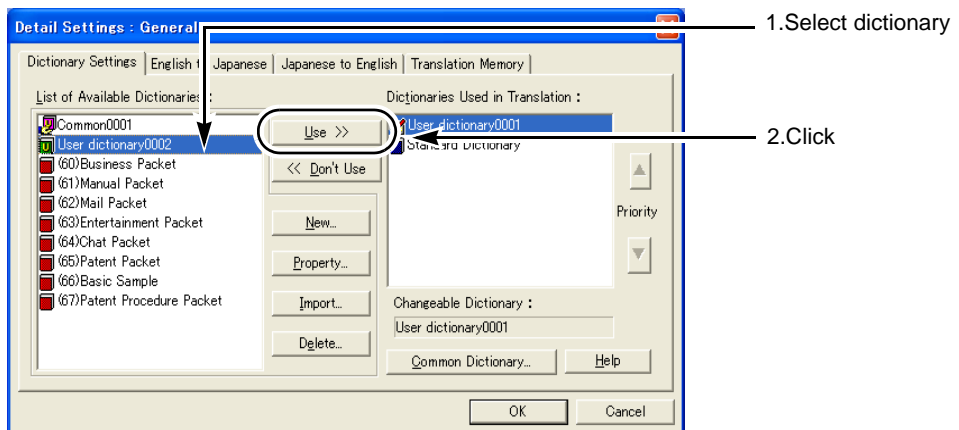 Detail Settings : General
1.Select dictionary
Dictionary Settings English t Japanese Japanese to English Translation Memory
List of Available Dictionaries :
Dictionaries Used in Translation :
Common0001
User dictionary0002
(60)Business Packet
(61)Manual Packet
(62)Mail Packet
(63)Entertainment Packet
(64)Chat Packet
(65)Patent Packet
(66)Basic Sample
(67)Patent Procedure Packet
Use >>
<< Don't Use
New...
Property...
Import...
Delete...
User dictionary0001
Standard Dictionary
2.Click
Priority
Changeable Dictionary :
User dictionary0001
Common Dictionary...
Help
OK
Cancel